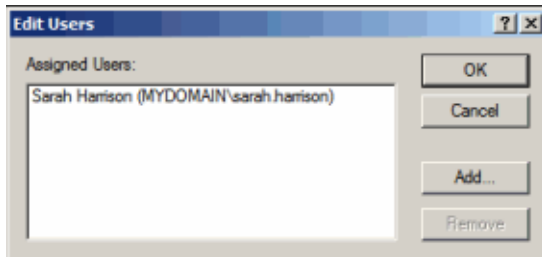 Edit Users
Assigned Users:
Sarah Harrison (MYDOMAIN\sarah.harrison)
OK
Cancel
Add...
Remove